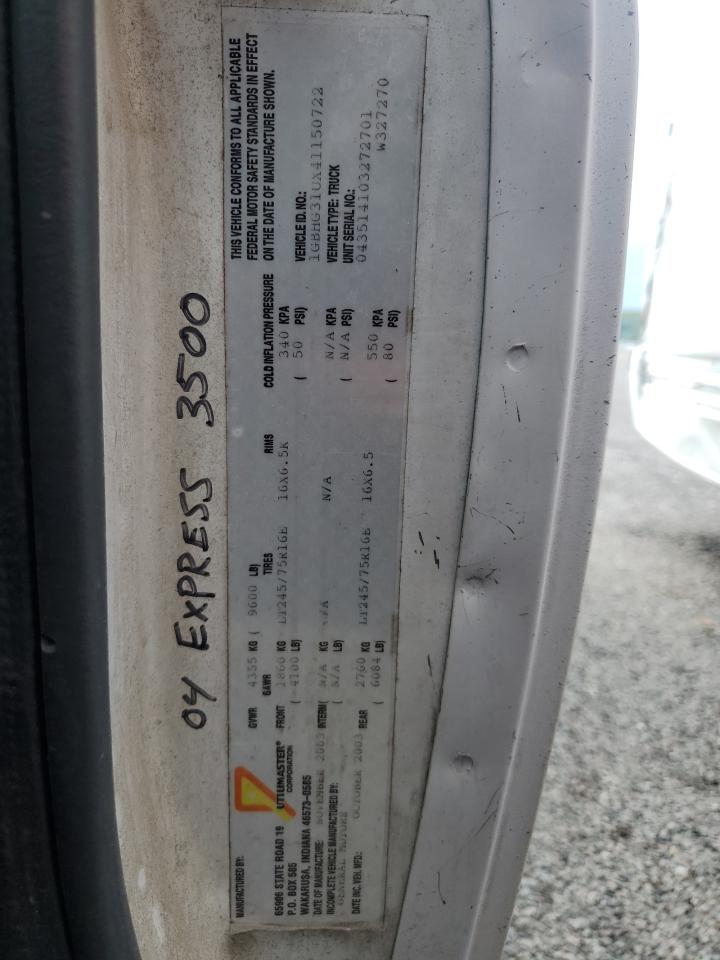 04 EXPRESS 3500
MANUFACTURED BY:
UTILIMASTER®
CORPORATION
65906 STATE ROAD 19
P.O. BOX 585
WAKARUSA, INDIANA 46573-0585
DATE OF MANUFACTURE: NOVEMBER 2003
INCOMPLETE VEHICLE MANUFACTURED BY:
GENERAL MOTORS
DATE INC. VEH. MFD.: OCTOBER 2003
GVWR 4355 KG ( 9600 LB)
GAWR TIRES RIMS COLD INFLATION PRESSURE
FRONT 1860 KG LT245/75R16E 16X6.5K 340 KPA
( 4100 LB) ( 50 PSI)
INTERM( N/A KG N/A N/A N/A KPA
( N/A LB) ( N/A PSI)
REAR 2760 KG LT245/75R16E 16X6.5 550 KPA
( 6084 LB) ( 80 PSI)
THIS VEHICLE CONFORMS TO ALL APPLICABLE
FEDERAL MOTOR SAFETY STANDARDS IN EFFECT
ON THE DATE OF MANUFACTURE SHOWN.
VEHICLE ID. NO.:
1GBHG31UX41150722
VEHICLE TYPE: TRUCK
UNIT SERIAL NO.:
043514103272701
W327270